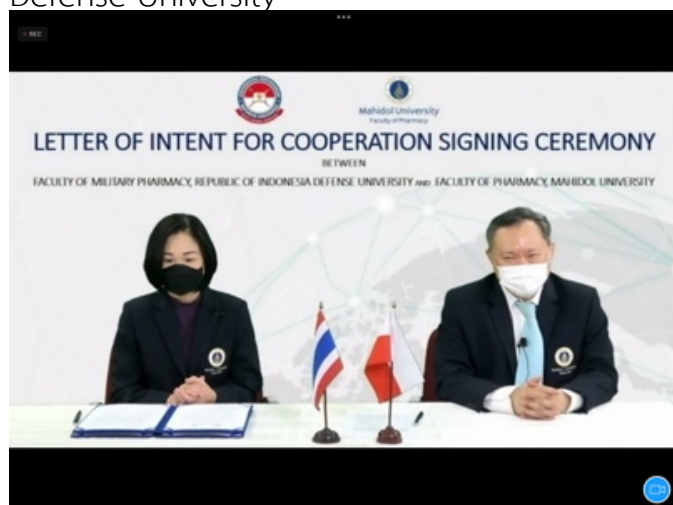 Defense University
REC
Mahidol University
Faculty of Pharmacy
LETTER OF INTENT FOR COOPERATION SIGNING CEREMONY
BETWEEN
FACULTY OF MILITARY PHARMACY, REPUBLIC OF INDONESIA DEFENSE UNIVERSITY AND FACULTY OF PHARMACY, MAHIDOL UNIVERSITY